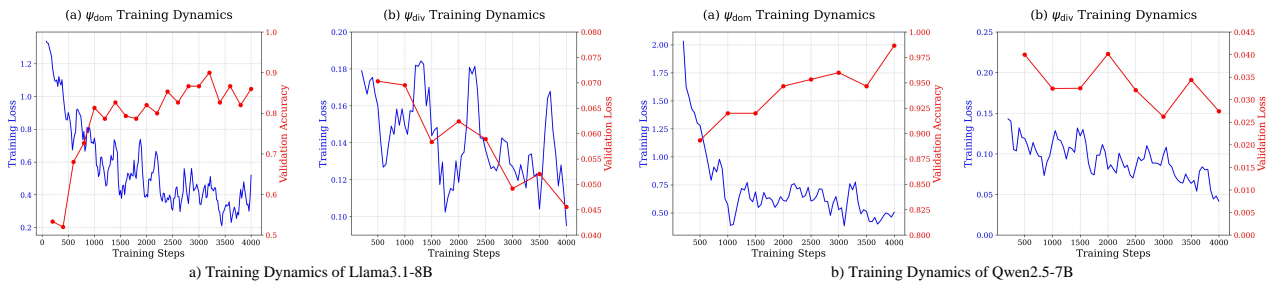 (a) ψdom Training Dynamics
1.2
1.0
0.8
0.6
0.4
0.2
Training Loss
1.0
0.9
0.8
0.7
0.6
0.5
Validation Accuracy
0 500 1000 1500 2000 2500 3000 3500 4000
Training Steps
(b) ψdiv Training Dynamics
0.20
0.18
0.16
0.14
0.12
0.10
Training Loss
0.080
0.075
0.070
0.065
0.060
0.055
0.050
0.045
0.040
Validation Loss
500 1000 1500 2000 2500 3000 3500 4000
Training Steps
a) Training Dynamics of Llama3.1-8B
(a) ψdom Training Dynamics
2.00
1.75
1.50
1.25
1.00
0.75
0.50
Training Loss
1.000
0.975
0.950
0.925
0.900
0.875
0.850
0.825
0.800
Validation Accuracy
500 1000 1500 2000 2500 3000 3500 4000
Training Steps
(b) ψdiv Training Dynamics
0.25
0.20
0.15
0.10
0.05
0.00
Training Loss
0.045
0.040
0.035
0.030
0.025
0.020
0.015
0.010
0.005
0.000
Validation Loss
500 1000 1500 2000 2500 3000 3500 4000
Training Steps
b) Training Dynamics of Qwen2.5-7B